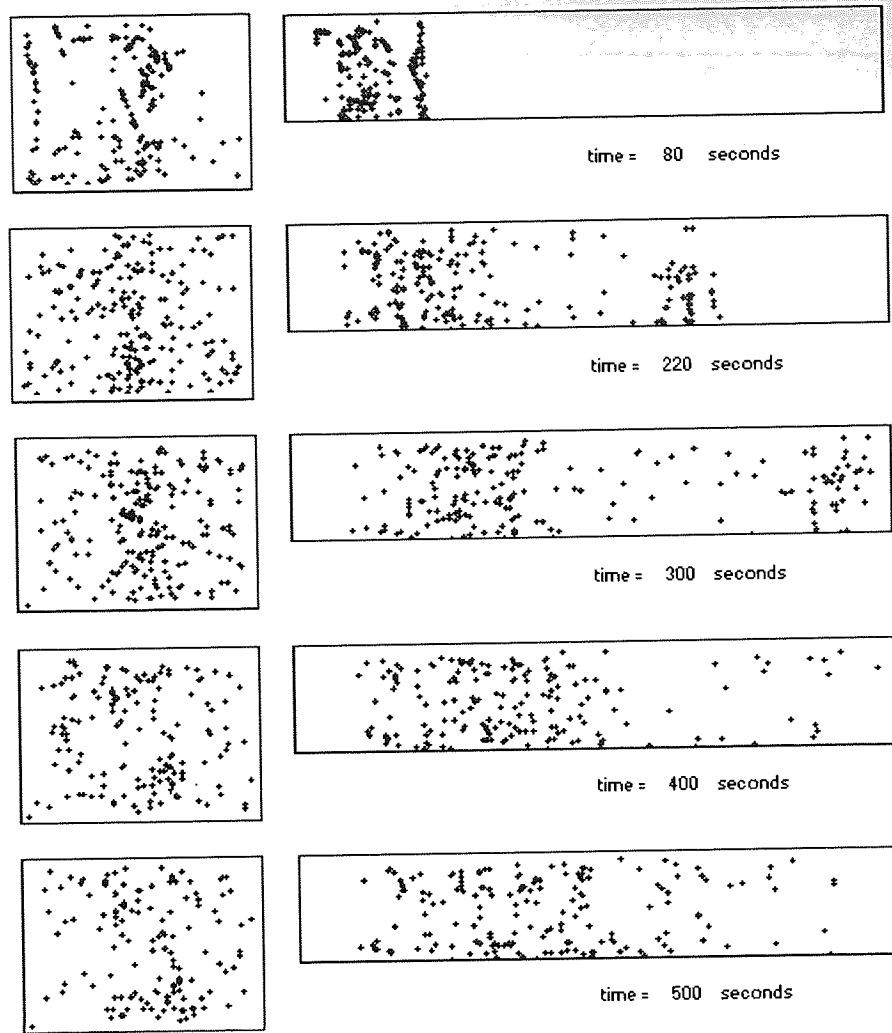 time = 80 seconds
time = 220 seconds
time = 300 seconds
time = 400 seconds
time = 500 seconds